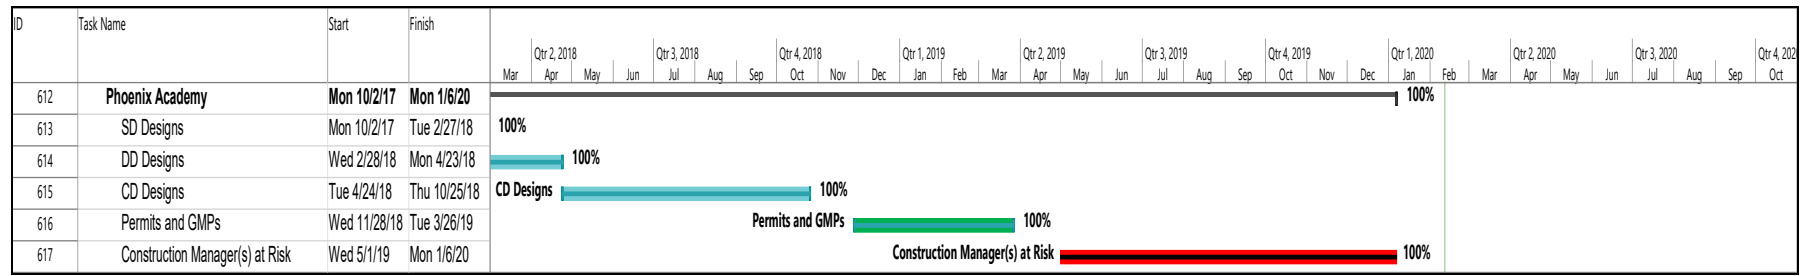 ID Task Name Start Finish
Qtr 2, 2018 Qtr 3, 2018 Qtr 4, 2018 Qtr 1, 2019 Qtr 2, 2019 Qtr 3, 2019 Qtr 4, 2019 Qtr 1, 2020 Qtr 2, 2020 Qtr 3, 2020 Qtr 4, 202
Mar Apr May Jun Jul Aug Sep Oct Nov Dec Jan Feb Mar Apr May Jun Jul Aug Sep Oct Nov Dec Jan Feb Mar Apr May Jun Jul Aug Sep Oct
612 Phoenix Academy Mon 10/2/17 Mon 1/6/20 100%
613 SD Designs Mon 10/2/17 Tue 2/27/18 100%
614 DD Designs Wed 2/28/18 Mon 4/23/18 100%
615 CD Designs Tue 4/24/18 Thu 10/25/18 CD Designs 100%
616 Permits and GMPs Wed 11/28/18 Tue 3/26/19 Permits and GMPs 100%
617 Construction Manager(s) at Risk Wed 5/1/19 Mon 1/6/20 Construction Manager(s) at Risk 100%